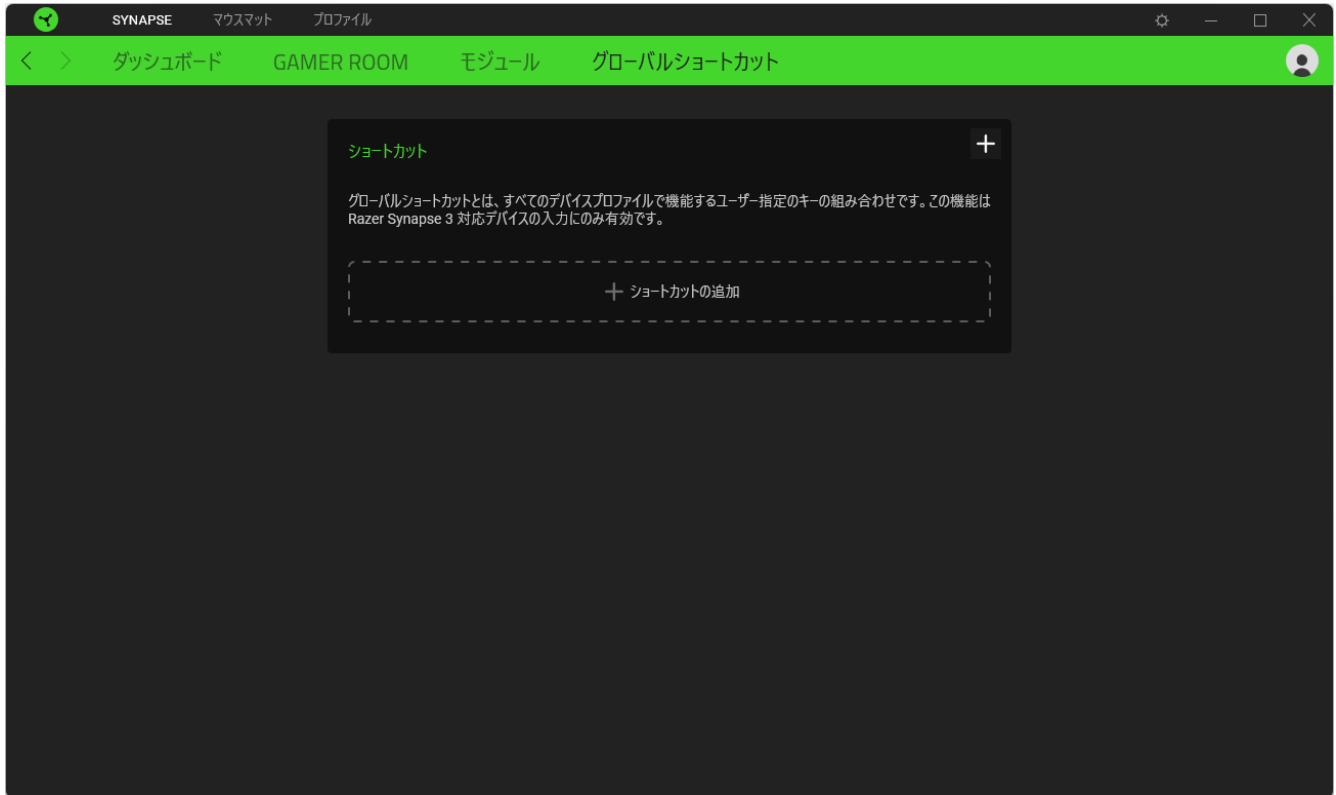 SYNAPSE マウスマット プロファイル
ダッシュボード GAMER ROOM モジュール グローバルショートカット
ショートカット
グローバルショートカットとは、すべてのデバイスプロファイルで機能するユーザー指定のキーの組み合わせです。この機能は
Razer Synapse 3 対応デバイスの入力にのみ有効です。
ショートカットの追加